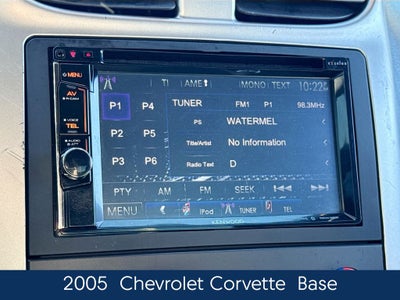 MENU
AV
TEL
AUDIO
ATT
TI AME MONO TEXT 10:22
P1 P4 TUNER FM1 P1 98.3MHz
PS WATERMEL
P2 P5 Title/Artist No Information
P3 P6 Radio Text D
PTY AM FM SEEK
MENU iPod TUNER TEL
KENWOOD
2005 Chevrolet Corvette Base